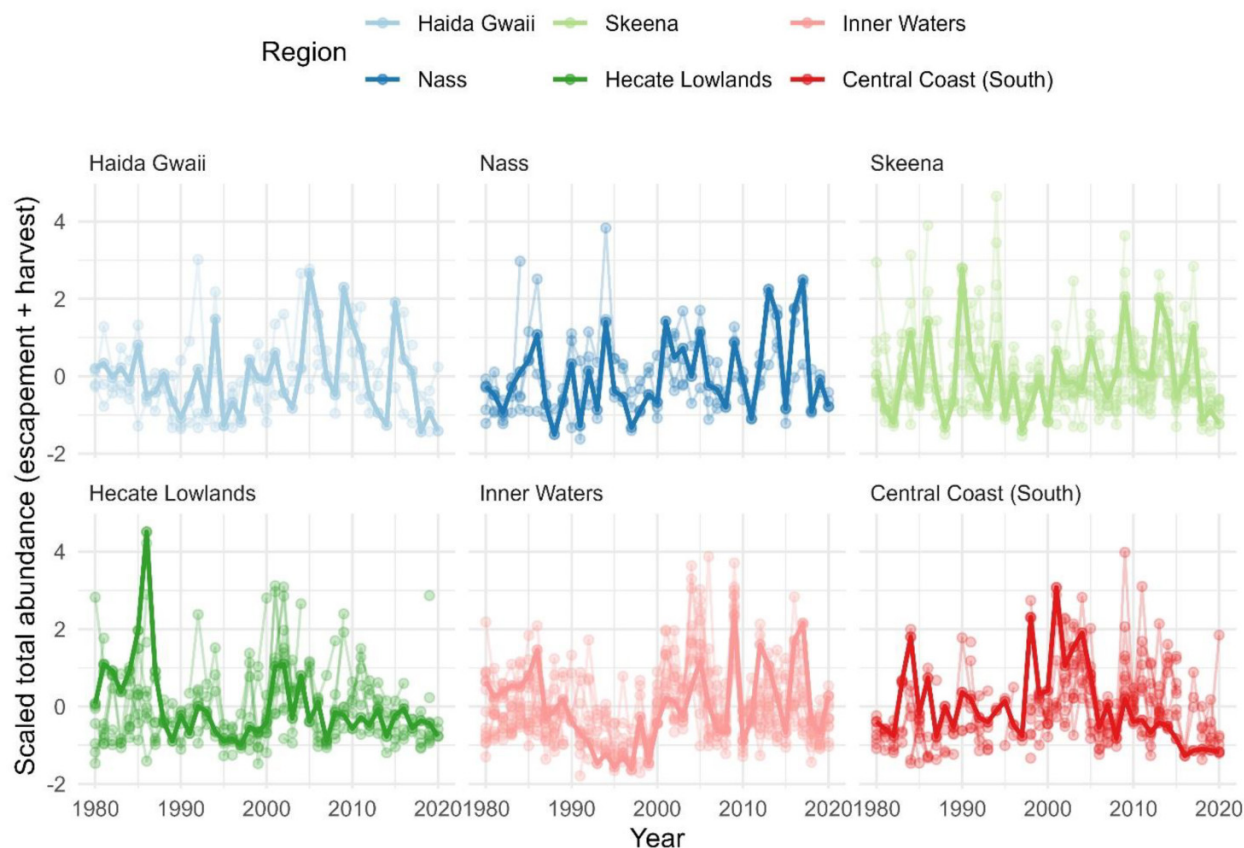 Region
Haida Gwaii Skeena Inner Waters
Nass Hecate Lowlands Central Coast (South)
Scaled total abundance (escapement + harvest)
Haida Gwaii Nass Skeena
4
2
0
-2
Hecate Lowlands Inner Waters Central Coast (South)
4
2
0
-2
1980 1990 2000 2010 2020 1980 1990 2000 2010 2020 1980 1990 2000 2010 2020
Year